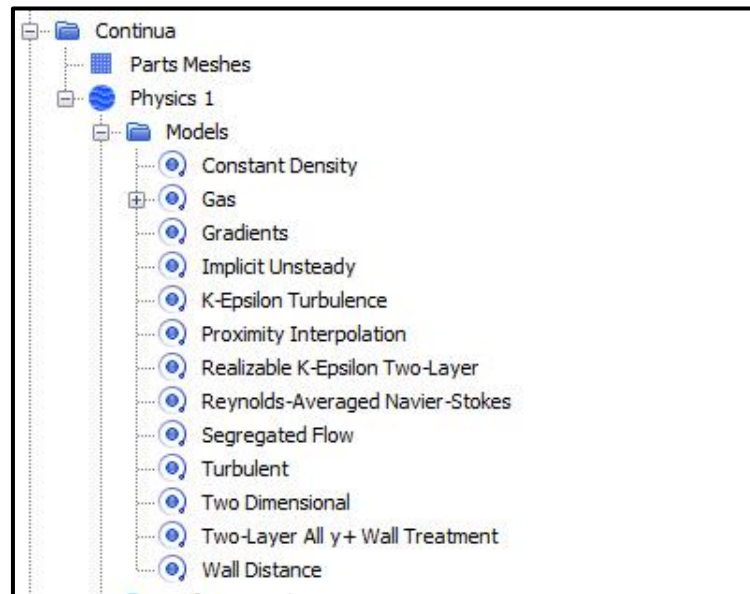 Continua
Parts Meshes
Physics 1
Models
Constant Density
Gas
Gradients
Implicit Unsteady
K-Epsilon Turbulence
Proximity Interpolation
Realizable K-Epsilon Two-Layer
Reynolds-Averaged Navier-Stokes
Segregated Flow
Turbulent
Two Dimensional
Two-Layer All y+ Wall Treatment
Wall Distance